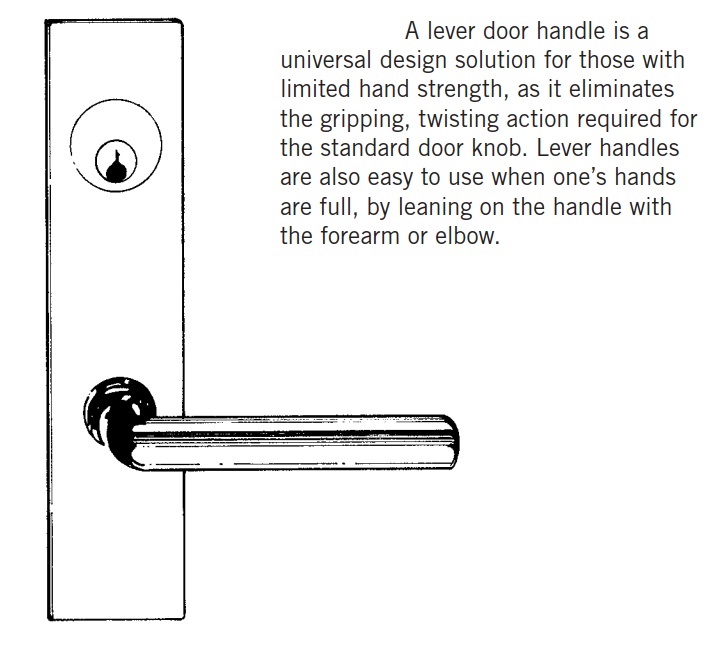 A lever door handle is a
universal design solution for those with
limited hand strength, as it eliminates
the gripping, twisting action required for
the standard door knob. Lever handles
are also easy to use when one’s hands
are full, by leaning on the handle with
the forearm or elbow.